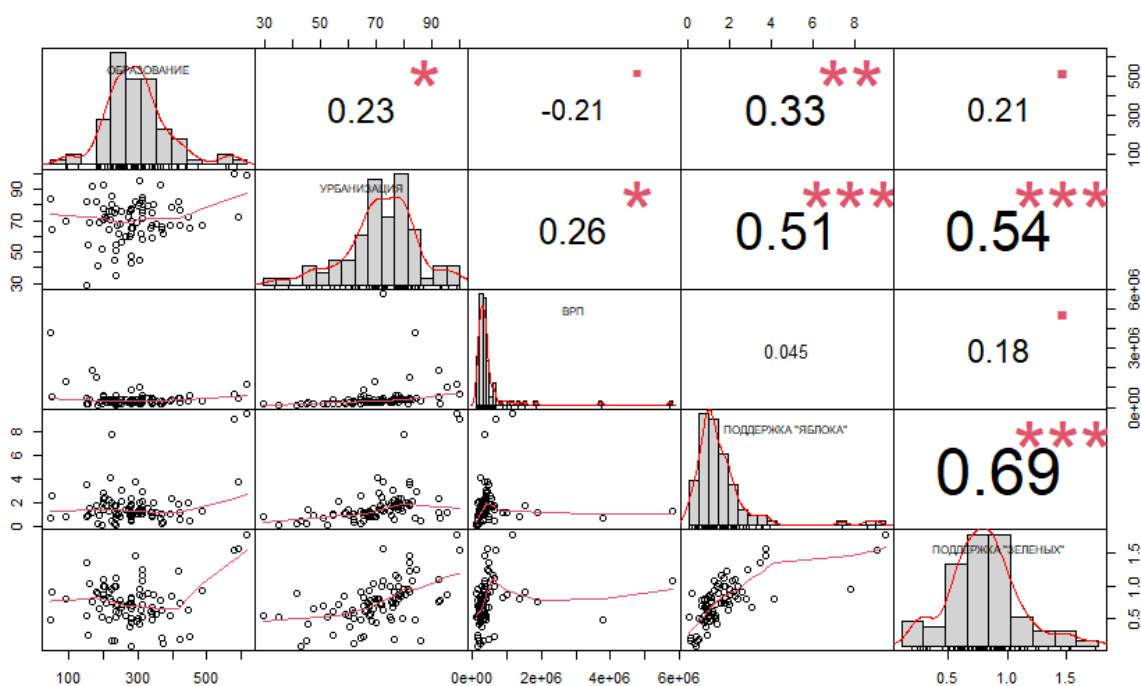 30 50 70 90 0 2 4 6 8
ОБРАЗОВАНИЕ
0.23 *
-0.21 .
0.33 **
0.21 .
100 300 500
30 50 70 90
УРБАНИЗАЦИЯ
0.26 *
0.51 ***
0.54 ***
ВРП
0.045
0.18 .
0e+00 3e+06 6e+06
0 2 4 6 8
ПОДДЕРЖКА "ЯБЛОКА"
0.69 ***
ПОДДЕРЖКА "ЗЕЛЕНЫХ"
0.5 1.0 1.5
100 300 500 0e+00 2e+06 4e+06 6e+06 0.5 1.0 1.5